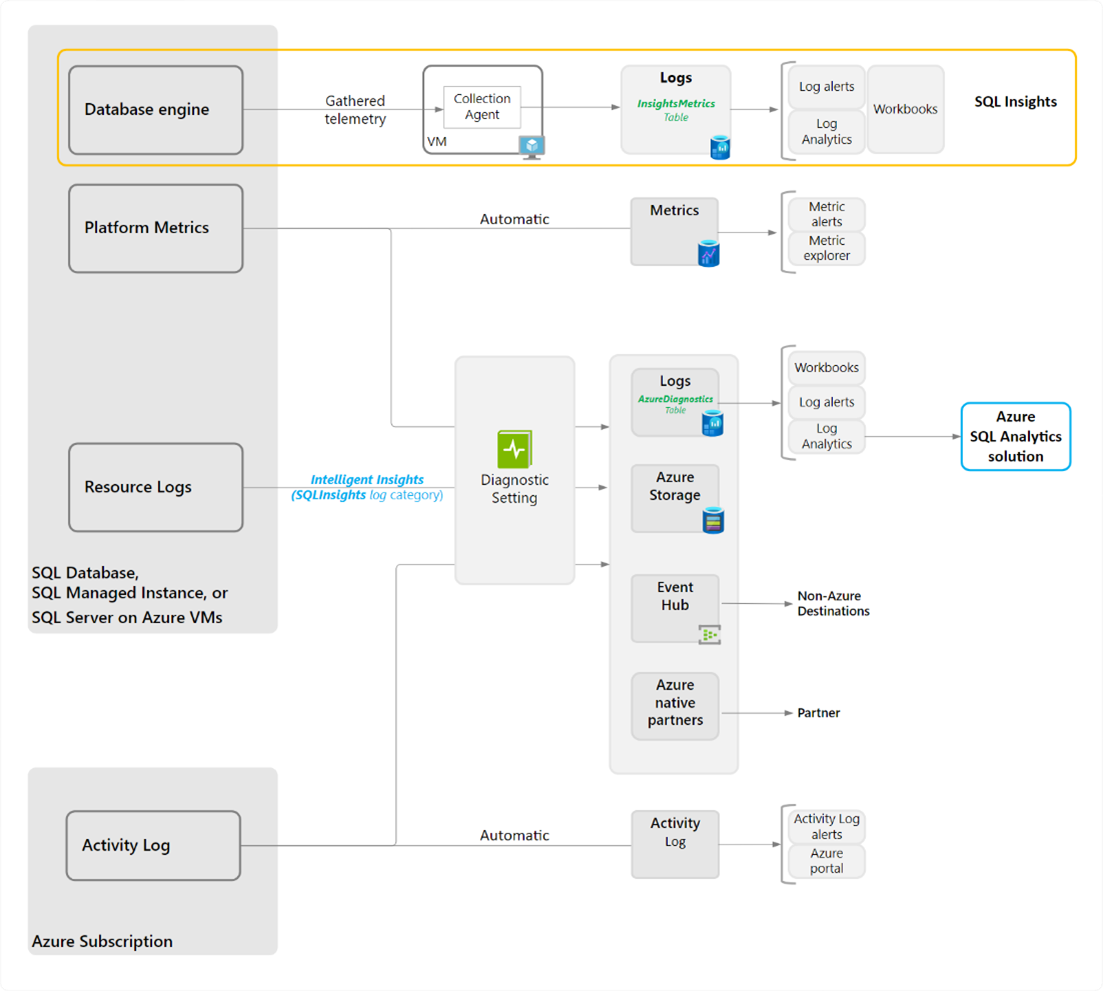 Database engine
Gathered
telemetry
Collection
Agent
VM
Logs
InsightsMetrics
Table
Log alerts
Log
Analytics
Workbooks
SQL Insights
Platform Metrics
Automatic
Metrics
Metric
alerts
Metric
explorer
Resource Logs
Intelligent Insights
(SQLInsights log category)
Diagnostic
Setting
Logs
AzureDiagnostics
Table
Workbooks
Log alerts
Log
Analytics
Azure
SQL Analytics
solution
Azure
Storage
Event
Hub
Non-Azure
Destinations
Azure
native
partners
Partner
SQL Database,
SQL Managed Instance, or
SQL Server on Azure VMs
Activity Log
Automatic
Activity
Log
Activity Log
alerts
Azure
portal
Azure Subscription